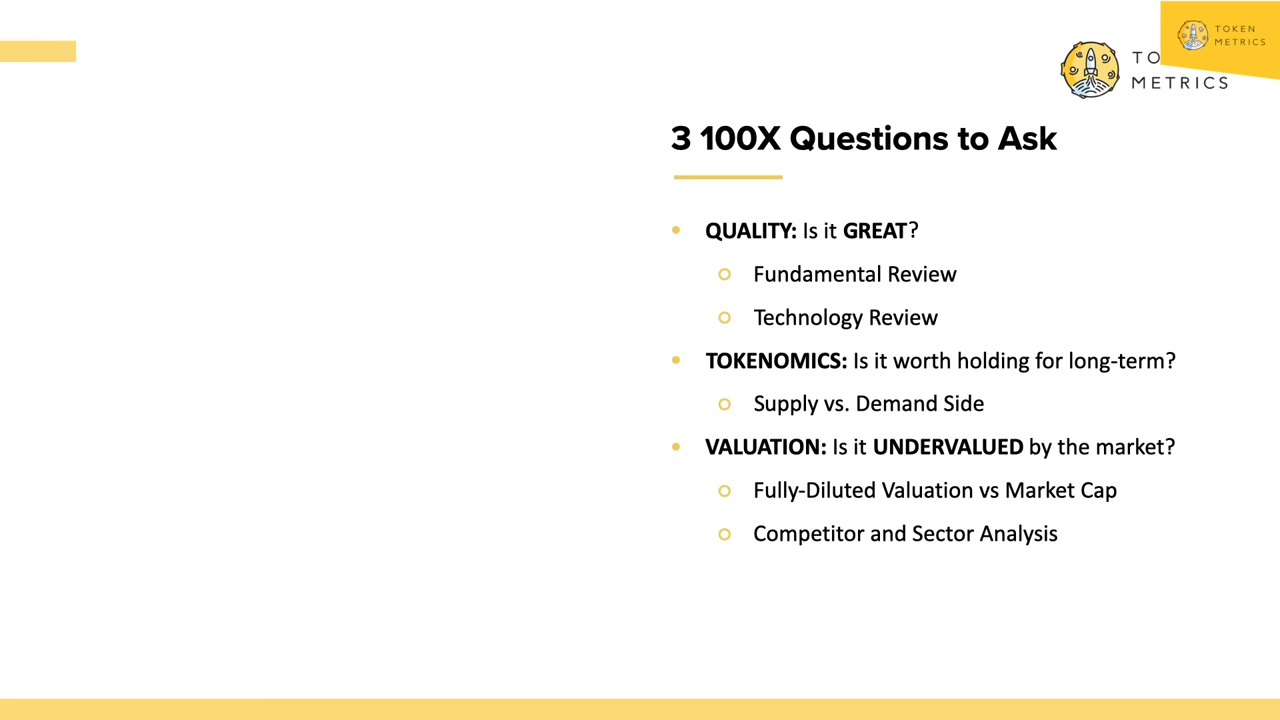 TOKEN
METRICS
TO
METRICS
3 100X Questions to Ask
QUALITY: Is it GREAT?
Fundamental Review
Technology Review
TOKENOMICS: Is it worth holding for long-term?
Supply vs. Demand Side
VALUATION: Is it UNDERVALUED by the market?
Fully-Diluted Valuation vs Market Cap
Competitor and Sector Analysis